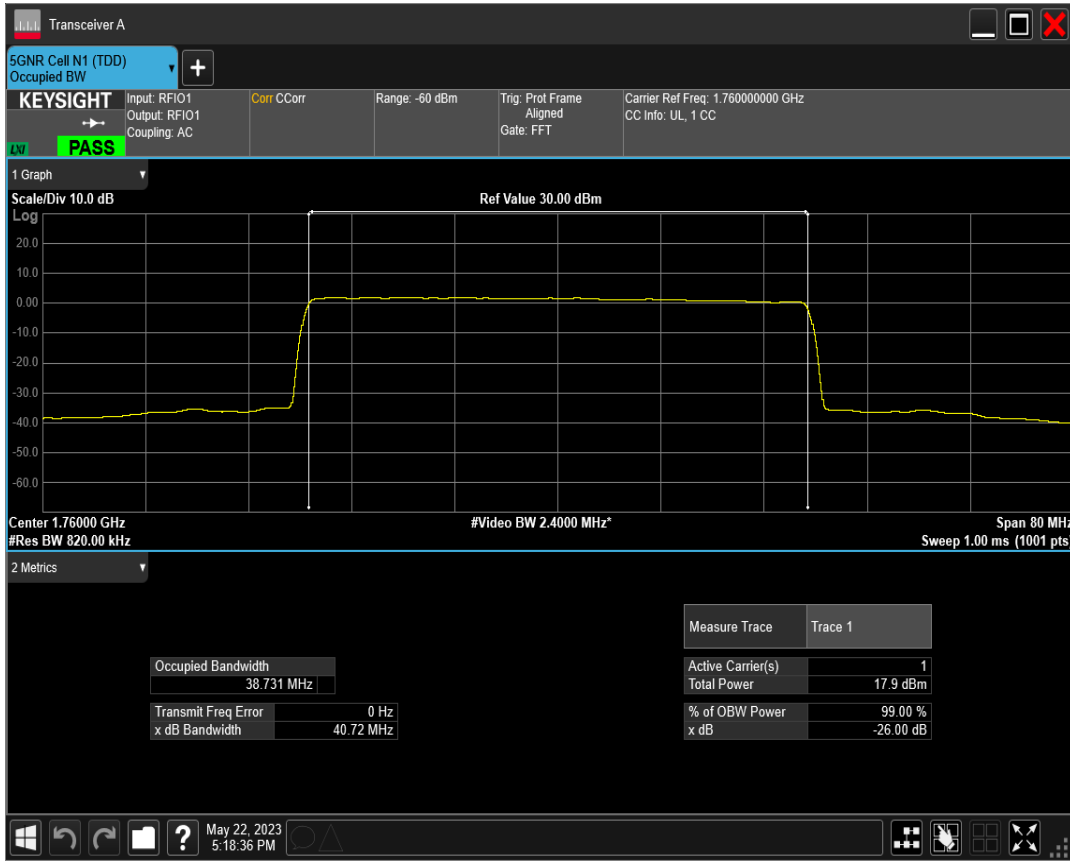 Transceiver A
5GNR Cell N1 (TDD)
Occupied BW
+
KEYSIGHT
LXI
PASS
Input: RFIO1
Output: RFIO1
Coupling: AC
Corr CCorr
Range: -60 dBm
Trig: Prot Frame
Aligned
Gate: FFT
Carrier Ref Freq: 1.760000000 GHz
CC Info: UL, 1 CC
1 Graph
Scale/Div 10.0 dB
Ref Value 30.00 dBm
Log
20.0
10.0
0.00
-10.0
-20.0
-30.0
-40.0
-50.0
-60.0
Center 1.76000 GHz
#Video BW 2.4000 MHz*
Span 80 MHz
#Res BW 820.00 kHz
Sweep 1.00 ms (1001 pts)
2 Metrics
Measure Trace Trace 1
Occupied Bandwidth
38.731 MHz
Transmit Freq Error 0 Hz
x dB Bandwidth 40.72 MHz
Active Carrier(s) 1
Total Power 17.9 dBm
% of OBW Power 99.00 %
x dB -26.00 dB
?
May 22, 2023
5:18:36 PM